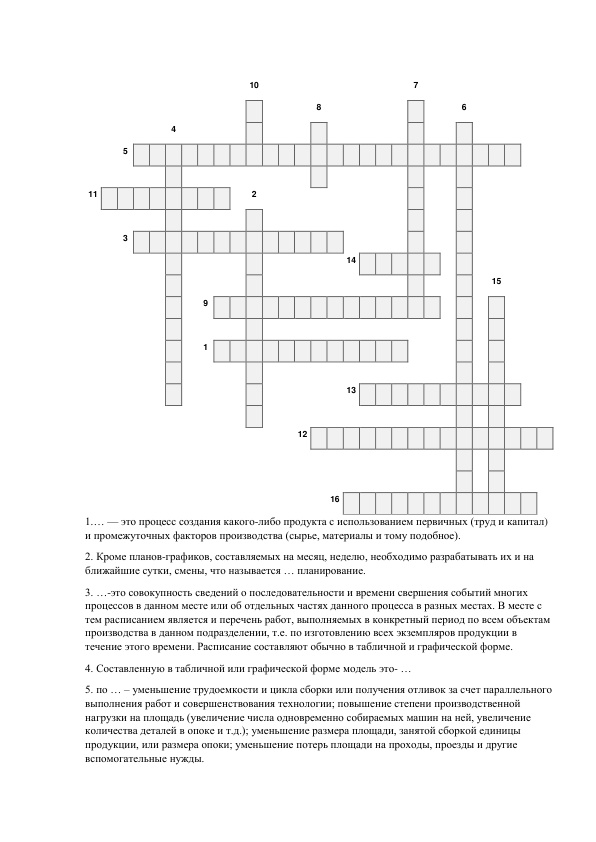 10
7
8
6
4
5
11
2
3
14
15
9
1
13
12
16
1.… — это процесс создания какого-либо продукта с использованием первичных (труд и капитал)
и промежуточных факторов производства (сырье, материалы и тому подобное).
2. Кроме планов-графиков, составляемых на месяц, неделю, необходимо разрабатывать их и на
ближайшие сутки, смены, что называется … планирование.
3. …-это совокупность сведений о последовательности и времени свершения событий многих
процессов в данном месте или об отдельных частях данного процесса в разных местах. В месте с
тем расписанием является и перечень работ, выполняемых в конкретный период по всем объектам
производства в данном подразделении, т.е. по изготовлению всех экземпляров продукции в
течение этого времени. Расписание составляют обычно в табличной и графической форме.
4. Составленную в табличной или графической форме модель это- …
5. по … – уменьшение трудоемкости и цикла сборки или получения отливок за счет параллельного
выполнения работ и совершенствования технологии; повышение степени производственной
нагрузки на площадь (увеличение числа одновременно собираемых машин на ней, увеличение
количества деталей в опоке и т.д.); уменьшение размера площади, занятой сборкой единицы
продукции, или размера опоки; уменьшение потерь площади на проходы, проезды и другие
вспомогательные нужды.